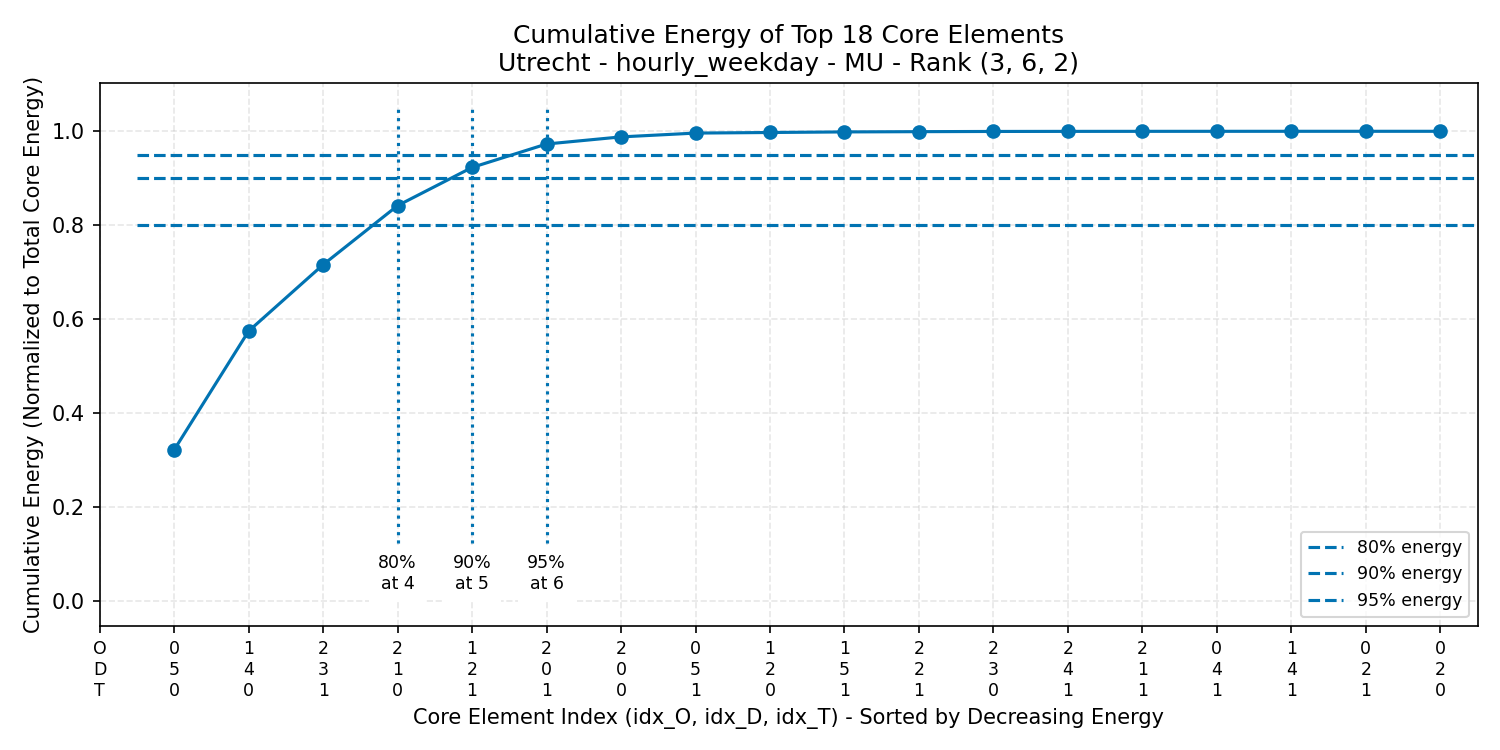 Cumulative Energy of Top 18 Core Elements
Utrecht - hourly_weekday - MU - Rank (3, 6, 2)
Cumulative Energy (Normalized to Total Core Energy)
1.0
0.8
0.6
0.4
0.2
0.0
80% 90% 95%
at 4 at 5 at 6
80% energy
90% energy
95% energy
O 0 1 2 2 1 2 2 0 1 1 2 2 2 2 0 1 0 0
D 5 4 3 1 2 0 0 5 2 5 2 3 4 1 4 4 2 2
T 0 0 1 0 1 1 0 1 0 1 1 0 1 1 1 1 1 0
Core Element Index (idx_O, idx_D, idx_T) - Sorted by Decreasing Energy